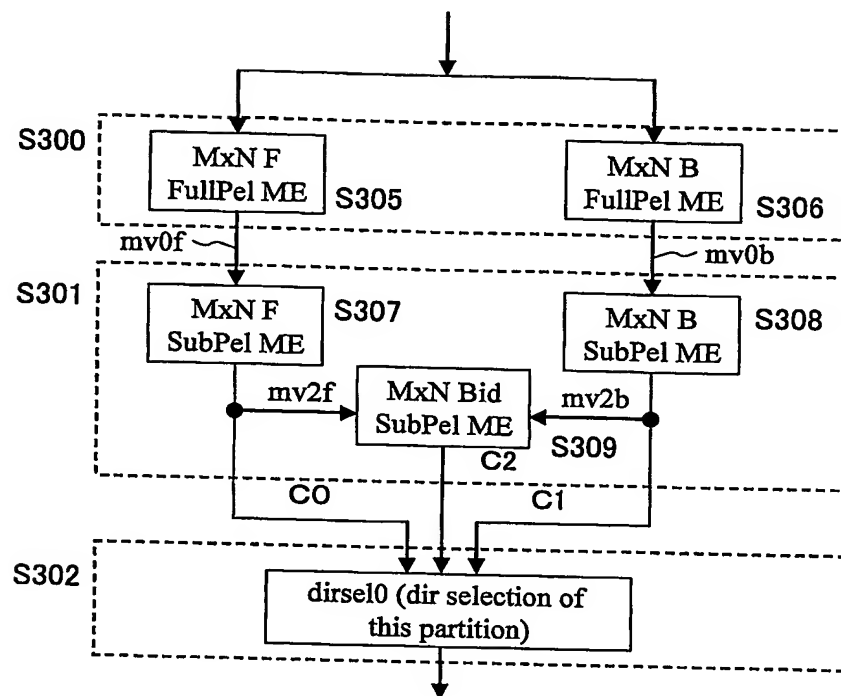 S300
MxN F
FullPel ME
S305
MxN B
FullPel ME
S306
mv0f
mv0b
S301
MxN F
SubPel ME
S307
MxN B
SubPel ME
S308
mv2f
MxN Bid
SubPel ME
mv2b
S309
C2
C0
C1
S302
dirsel0 (dir selection of
this partition)